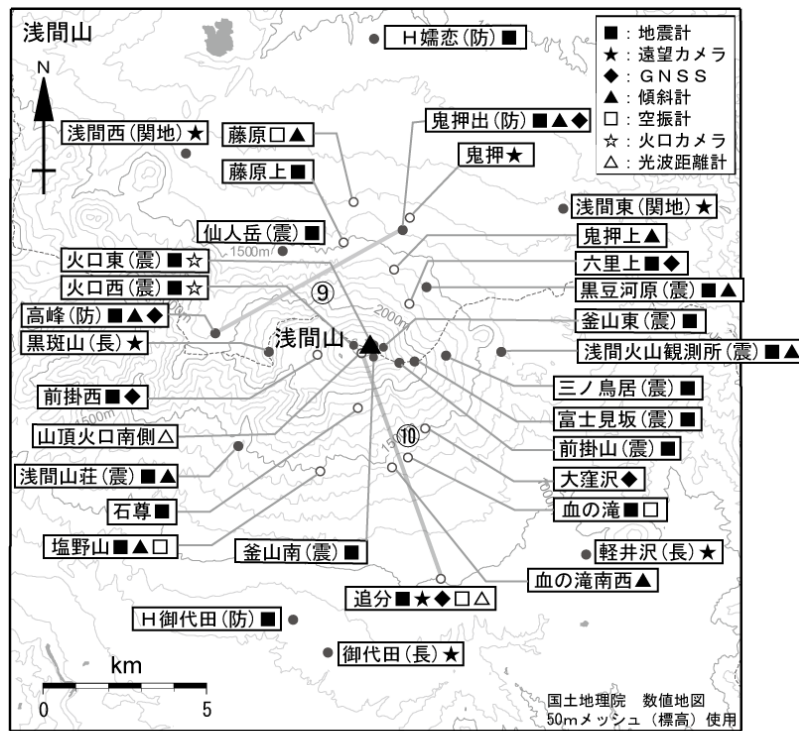 浅間山
N
H嬬恋(防)■
■:地震計
★:遠望カメラ
◆:GNSS
▲:傾斜計
□:空振計
☆:火口カメラ
△:光波距離計
浅間西(関地)★
藤原□▲
鬼押出(防)■▲◆
藤原上■
鬼押★
仙人岳(震)■
浅間東(関地)★
1500m
鬼押上▲
火口東(震)■☆
六里上■◆
火口西(震)■☆
⑨
黒豆河原(震)■▲
2000m
高峰(防)■▲◆
釜山東(震)■
黒斑山(長)★
浅間山
浅間火山観測所(震)■▲
三ノ鳥居(震)■
前掛西■◆
富士見坂(震)■
1500m
山頂火口南側△
⑩
前掛山(震)■
浅間山荘(震)■▲
大窪沢◆
石尊■
血の滝■□
塩野山■▲□
釜山南(震)■
軽井沢(長)★
血の滝南西▲
追分■★◆□△
H御代田(防)■
御代田(長)★
km
0 5
国土地理院 数値地図
50mメッシュ(標高)使用